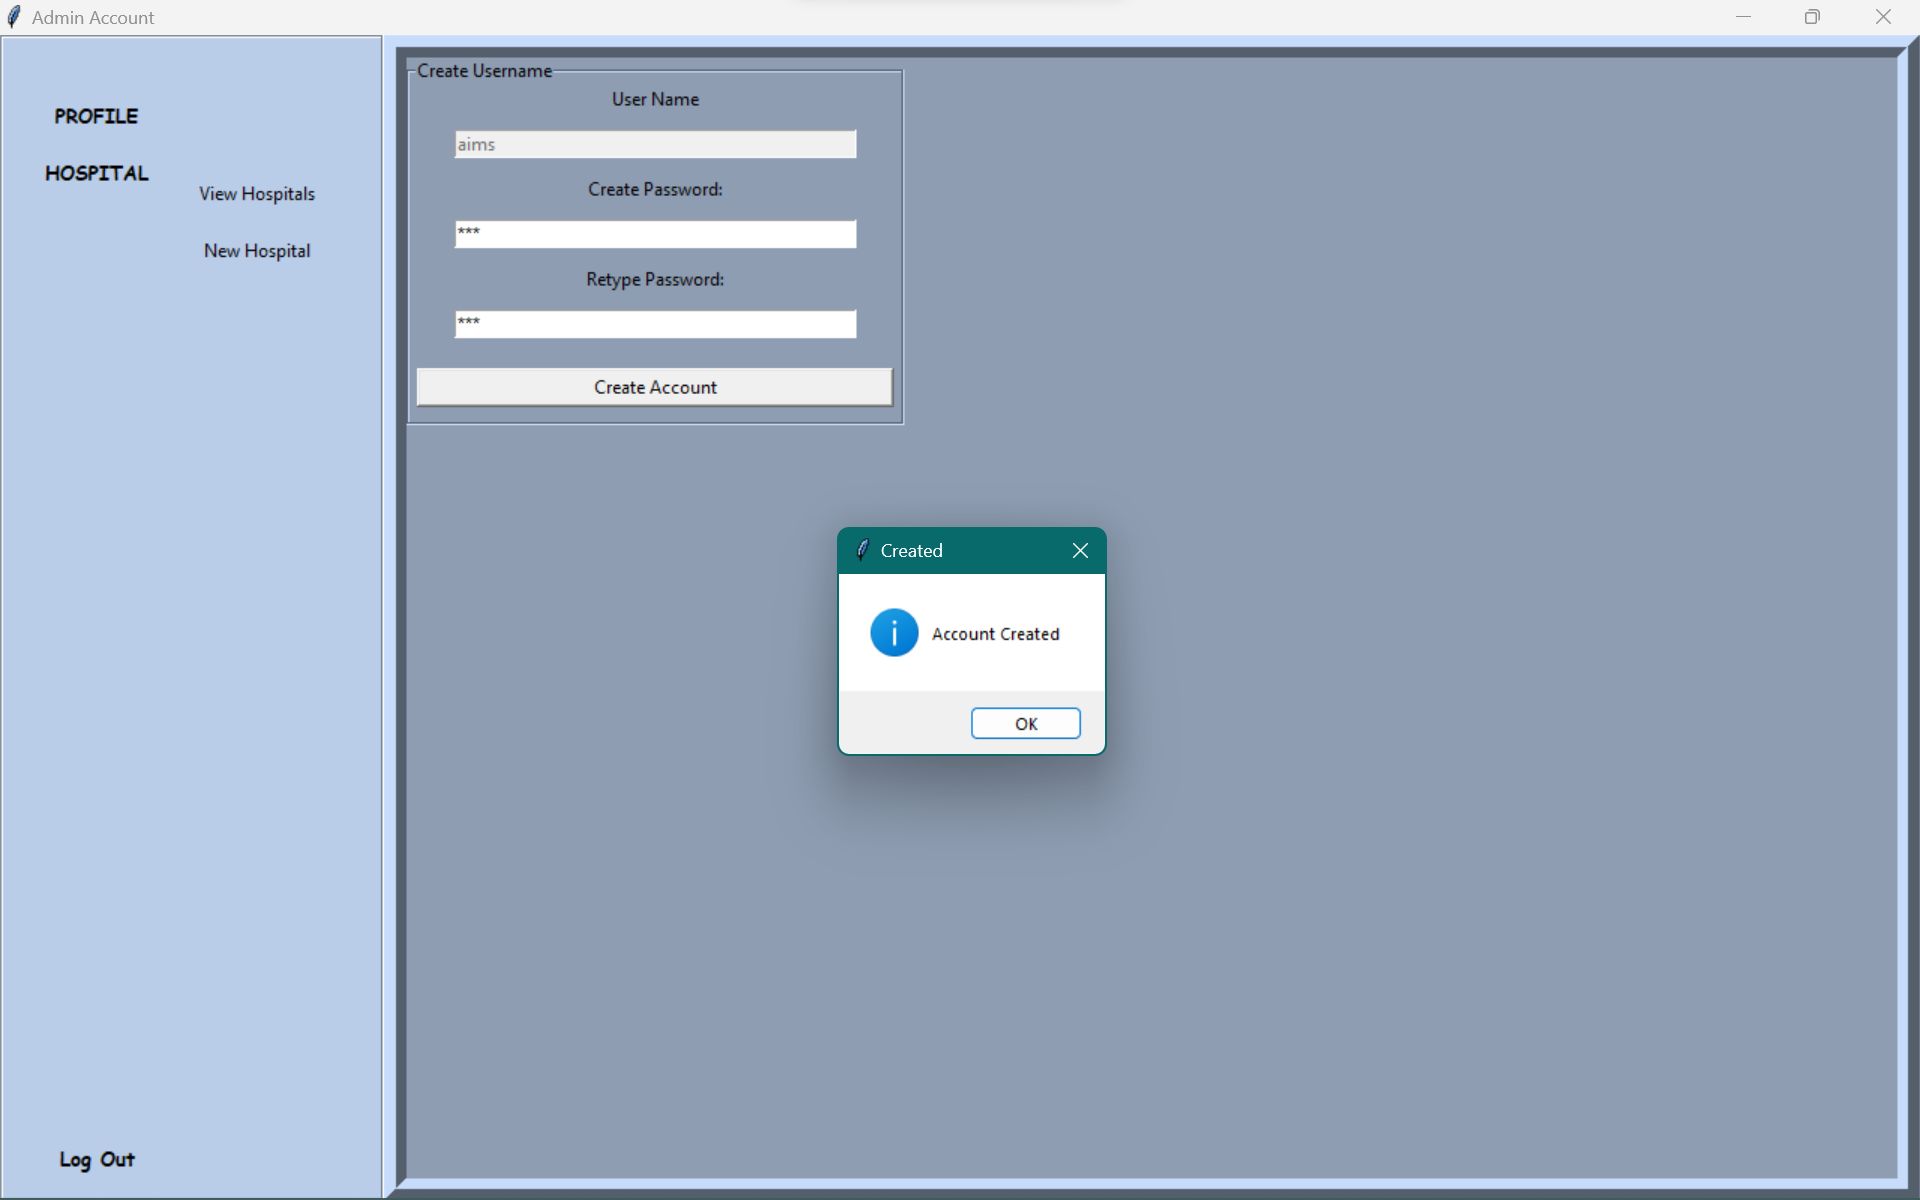 Admin Account
PROFILE
HOSPITAL
View Hospitals
New Hospital
Log Out
Create Username
User Name
aims
Create Password:
***
Retype Password:
***
Create Account
Created
Account Created
OK